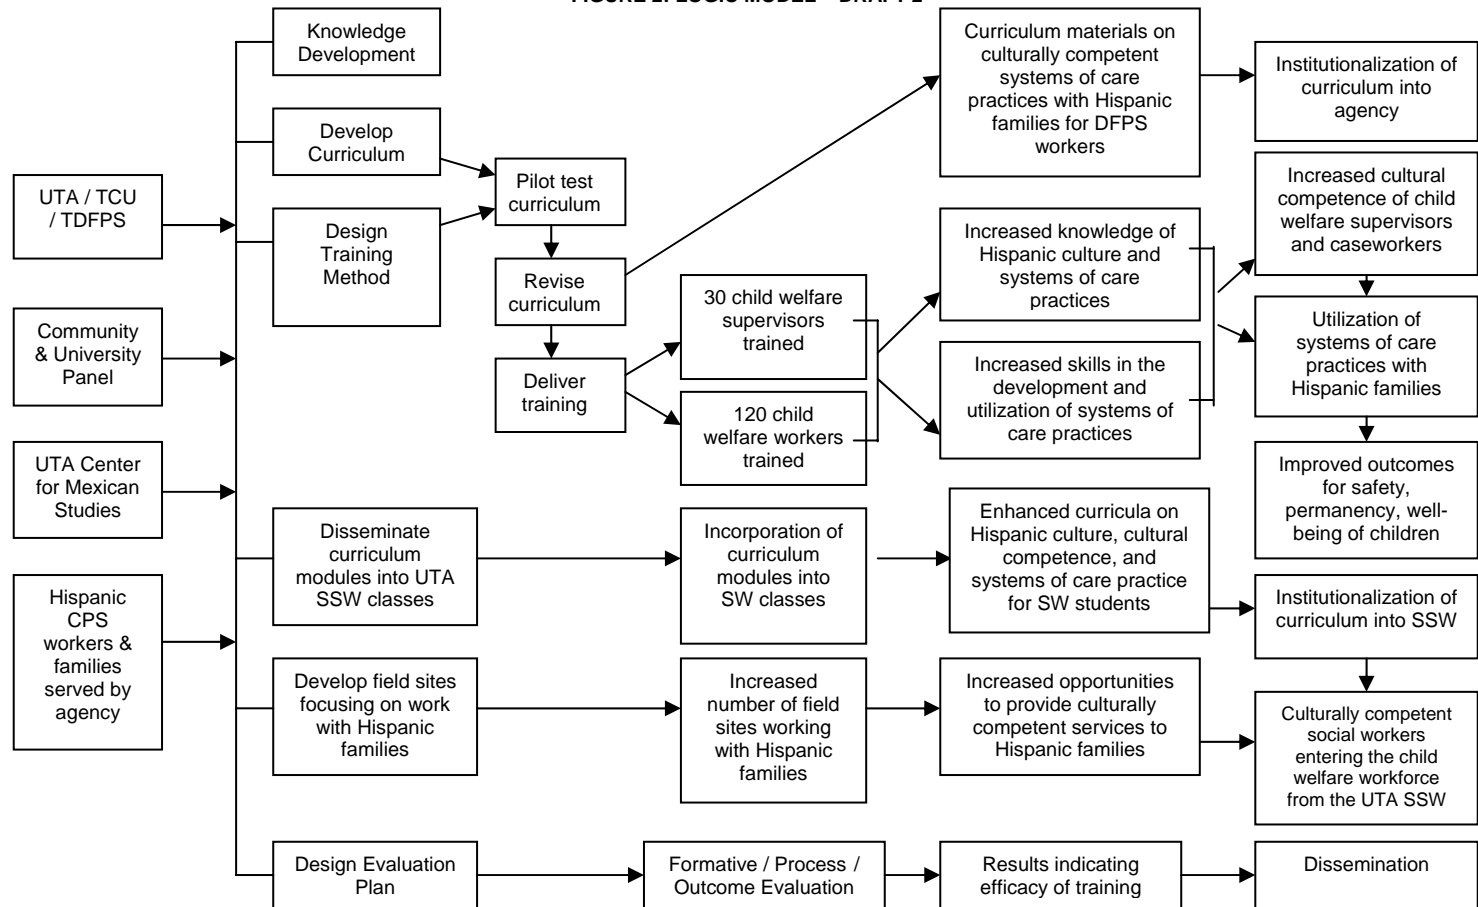 Knowledge
Development
Develop
Curriculum
UTA / TCU
/ TDFPS
Design
Training
Method
Community
& University
Panel
UTA Center
for Mexican
Studies
Hispanic
CPS
workers &
families
served by
agency
Pilot test
curriculum
Revise
curriculum
Deliver
training
30 child welfare
supervisors
trained
120 child
welfare workers
trained
Curriculum materials on
culturally competent
systems of care
practices with Hispanic
families for DFPS
workers
Institutionalization of
curriculum into
agency
Increased knowledge of
Hispanic culture and
systems of care
practices
Increased skills in the
development and
utilization of systems of
care practices
Increased cultural
competence of child
welfare supervisors
and caseworkers
Utilization of
systems of care
practices with
Hispanic families
Improved outcomes
for safety,
permanency, well-
being of children
Disseminate
curriculum
modules into UTA
SSW classes
Incorporation of
curriculum
modules into
SW classes
Enhanced curricula on
Hispanic culture, cultural
competence, and
systems of care practice
for SW students
Institutionalization of
curriculum into SSW
Develop field sites
focusing on work
with Hispanic
families
Increased
number of field
sites working
with Hispanic
families
Increased opportunities
to provide culturally
competent services to
Hispanic families
Culturally competent
social workers
entering the child
welfare workforce
from the UTA SSW
Design Evaluation
Plan
Formative / Process /
Outcome Evaluation
Results indicating
efficacy of training
Dissemination